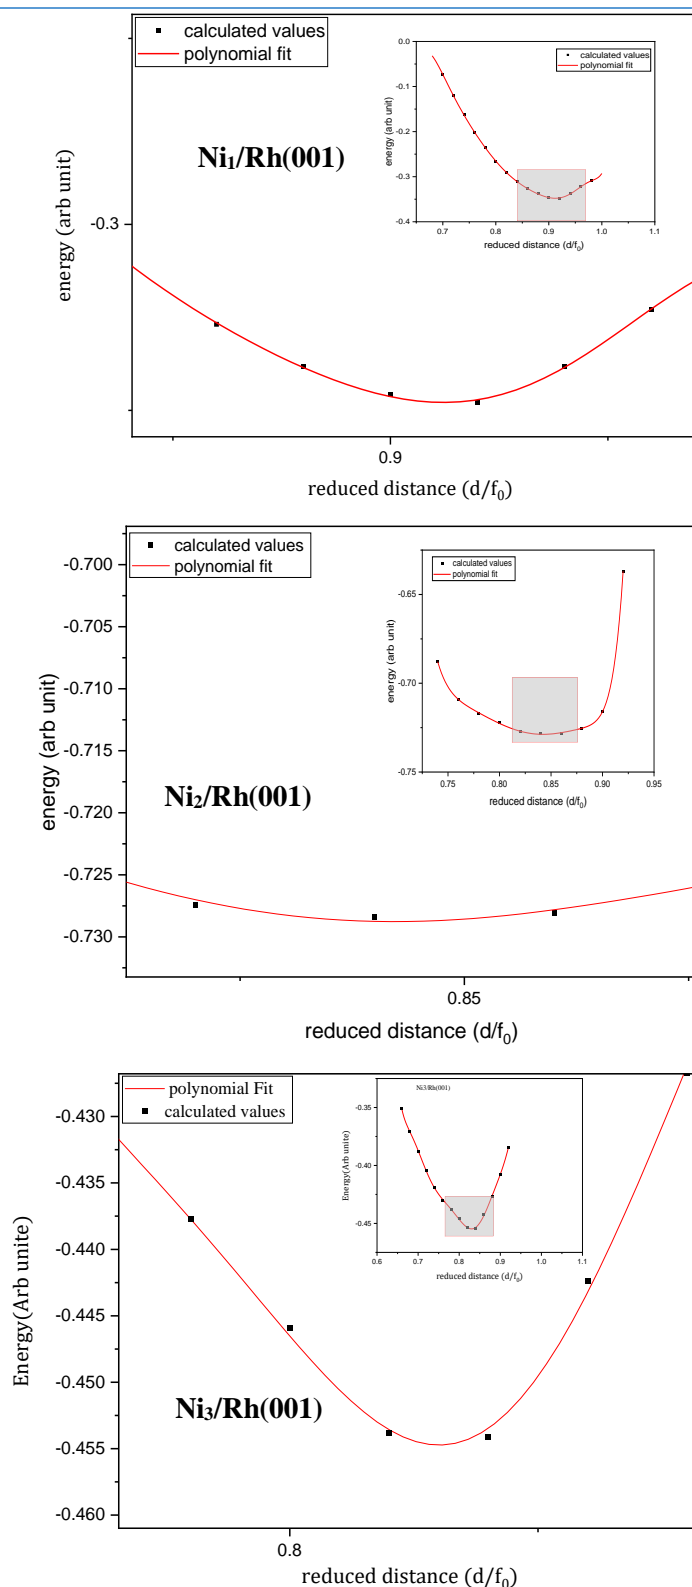 calculated values
polynomial fit
Ni₁/Rh(001)
energy (arb unit)
-0.3
0.9
reduced distance (d/f₀)
calculated values
polynomial fit
energy (arb unit)
0.0
-0.1
-0.2
-0.3
-0.4
0.7 0.8 0.9 1.0 1.1
reduced distance (d/f₀)
calculated values
polynomial fit
Ni₂/Rh(001)
energy (arb unit)
-0.700
-0.705
-0.710
-0.715
-0.720
-0.725
-0.730
0.85
reduced distance (d/f₀)
calculated values
polynomial fit
energy (arb unit)
-0.65
-0.70
-0.75
0.75 0.80 0.85 0.90 0.95
reduced distance (d/f₀)
polynomial Fit
calculated values
Ni₃/Rh(001)
Energy(Arb unite)
-0.430
-0.435
-0.440
-0.445
-0.450
-0.455
-0.460
0.8
reduced distance (d/f₀)
Ni3/Rh(001)
Energy(Arb unite)
-0.35
-0.40
-0.45
0.6 0.7 0.8 0.9 1.0 1.1
reduced distance (d/f₀)